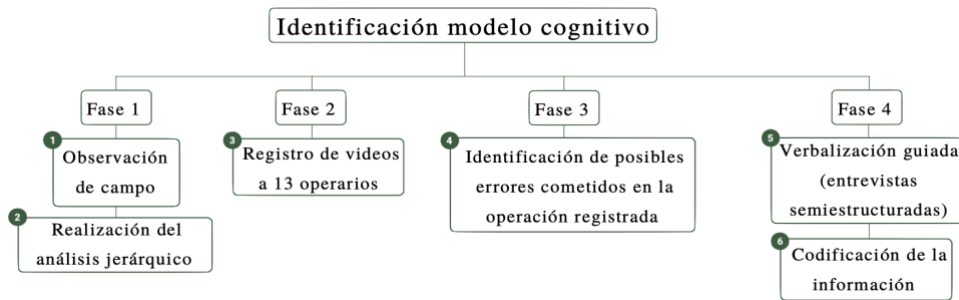 Identificación modelo cognitivo
Fase 1
Fase 2
Fase 3
Fase 4
1
Observación
de campo
2
Realización del
análisis jerárquico
3
Registro de videos
a 13 operarios
4
Identificación de posibles
errores cometidos en la
operación registrada
5
Verbalización guiada
(entrevistas
semiestructuradas)
6
Codificación de la
información